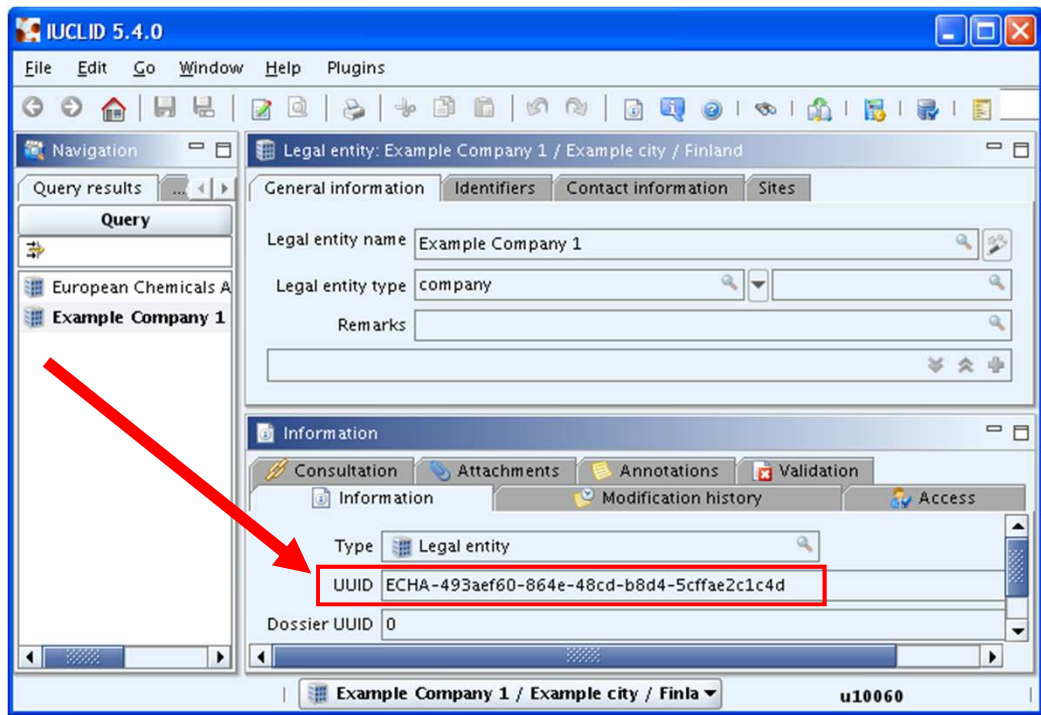 IUCLID 5.4.0
File Edit Go Window Help Plugins
Navigation
Query results ...
Query
European Chemicals A
Example Company 1
Legal entity: Example Company 1 / Example city / Finland
General information Identifiers Contact information Sites
Legal entity name Example Company 1
Legal entity type company
Remarks
Information
Consultation Attachments Annotations Validation
Information Modification history Access
Type Legal entity
UUID ECHA-493aef60-864e-48cd-b8d4-5cffae2c1c4d
Dossier UUID 0
Example Company 1 / Example city / Finla u10060